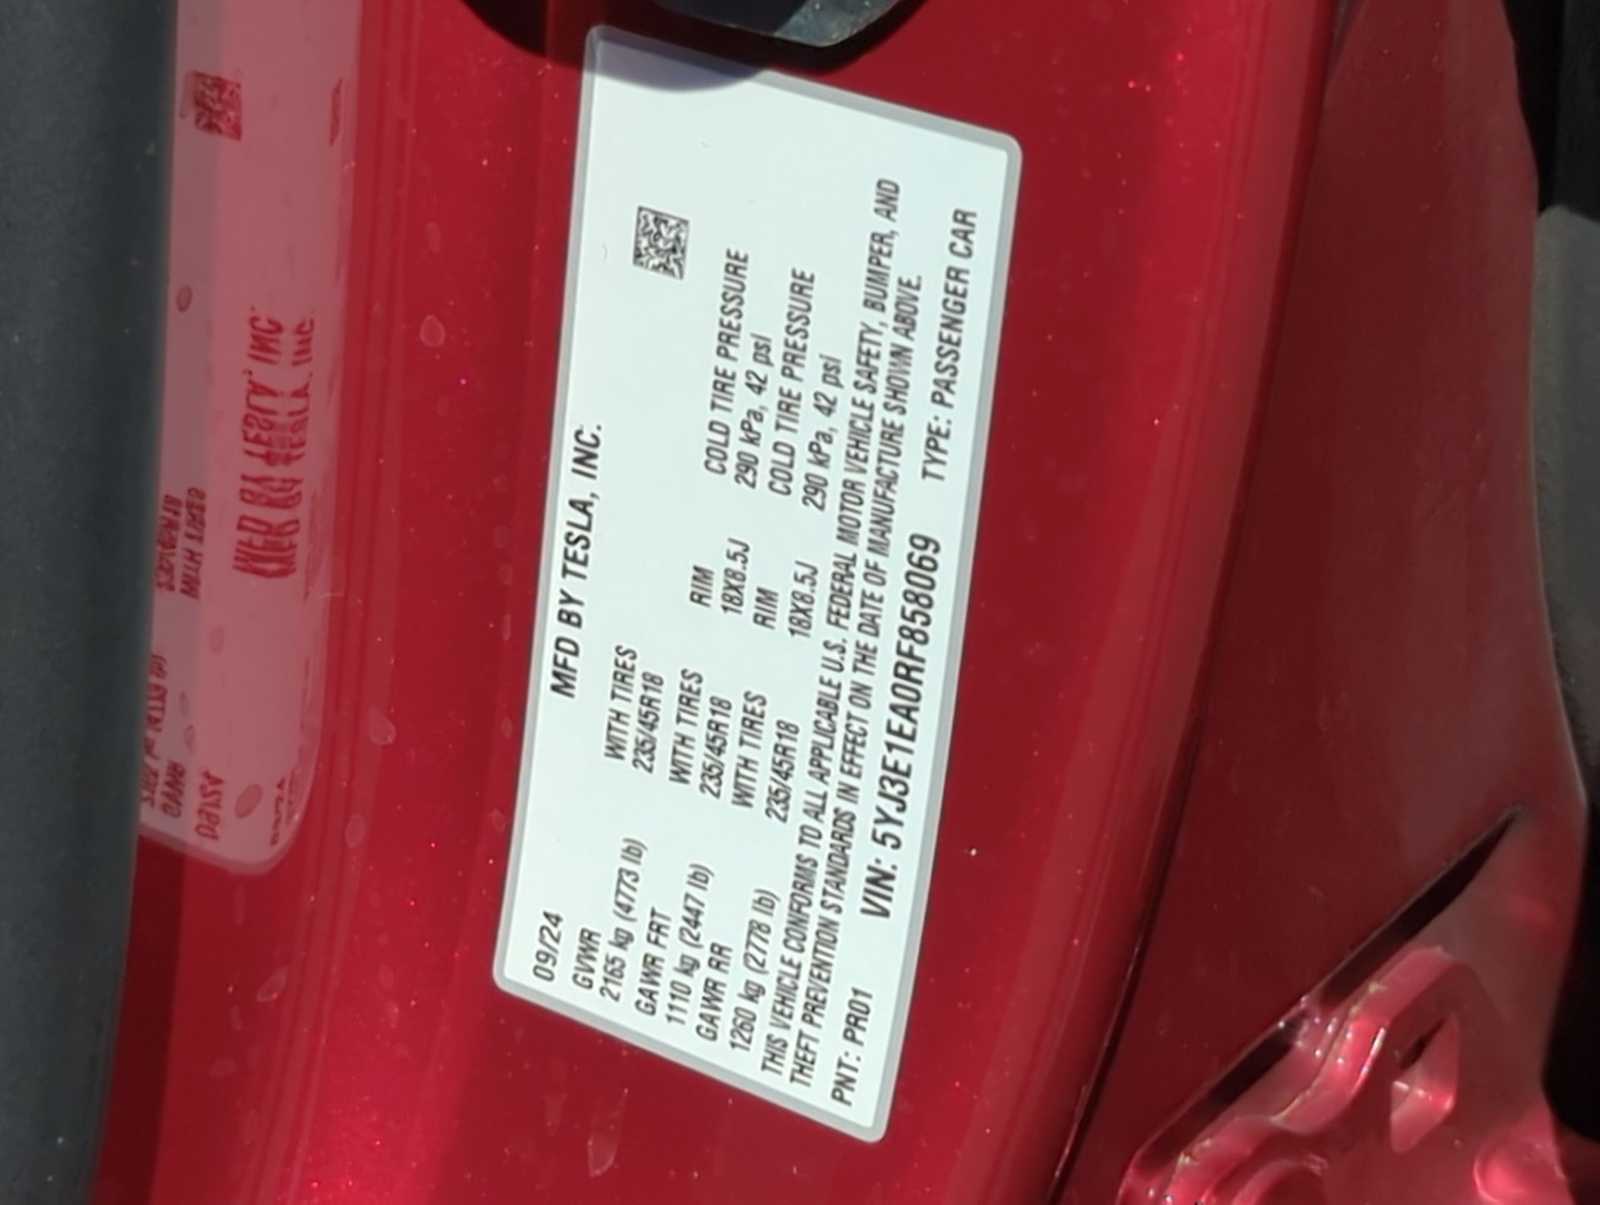 MFD BY TESLA, INC.
09/24
GVWR WITH TIRES
2165 kg (4773 lb) 235/45R18
GAWR FRT WITH TIRES RIM COLD TIRE PRESSURE
1110 kg (2447 lb) 235/45R18 18X8.5J 290 kPa, 42 psi
GAWR RR WITH TIRES RIM COLD TIRE PRESSURE
1260 kg (2778 lb) 235/45R18 18X8.5J 290 kPa, 42 psi
THIS VEHICLE CONFORMS TO ALL APPLICABLE U.S. FEDERAL MOTOR VEHICLE SAFETY, BUMPER, AND
THEFT PREVENTION STANDARDS IN EFFECT ON THE DATE OF MANUFACTURE SHOWN ABOVE.
PNT: PR01 VIN: 5YJ3E1EA0RF858069 TYPE: PASSENGER CAR